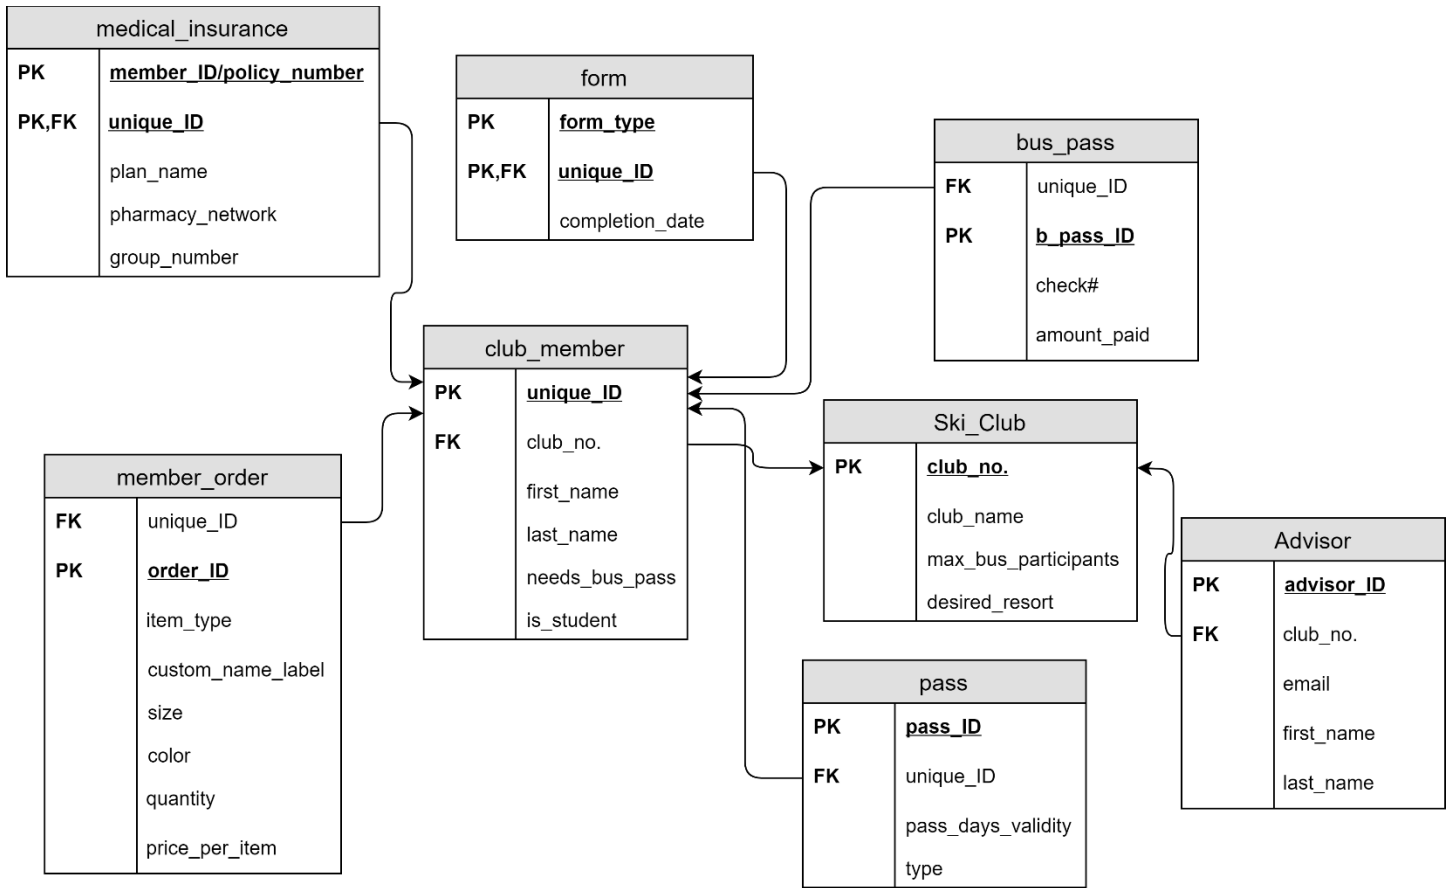 medical_insurance
PK member_ID/policy_number
PK,FK unique_ID
plan_name
pharmacy_network
group_number
form
PK form_type
PK,FK unique_ID
completion_date
bus_pass
FK unique_ID
PK b_pass_ID
check#
amount_paid
club_member
PK unique_ID
FK club_no.
first_name
last_name
needs_bus_pass
is_student
Ski_Club
PK club_no.
club_name
max_bus_participants
desired_resort
member_order
FK unique_ID
PK order_ID
item_type
custom_name_label
size
color
quantity
price_per_item
Advisor
PK advisor_ID
FK club_no.
email
first_name
last_name
pass
PK pass_ID
FK unique_ID
pass_days_validity
type